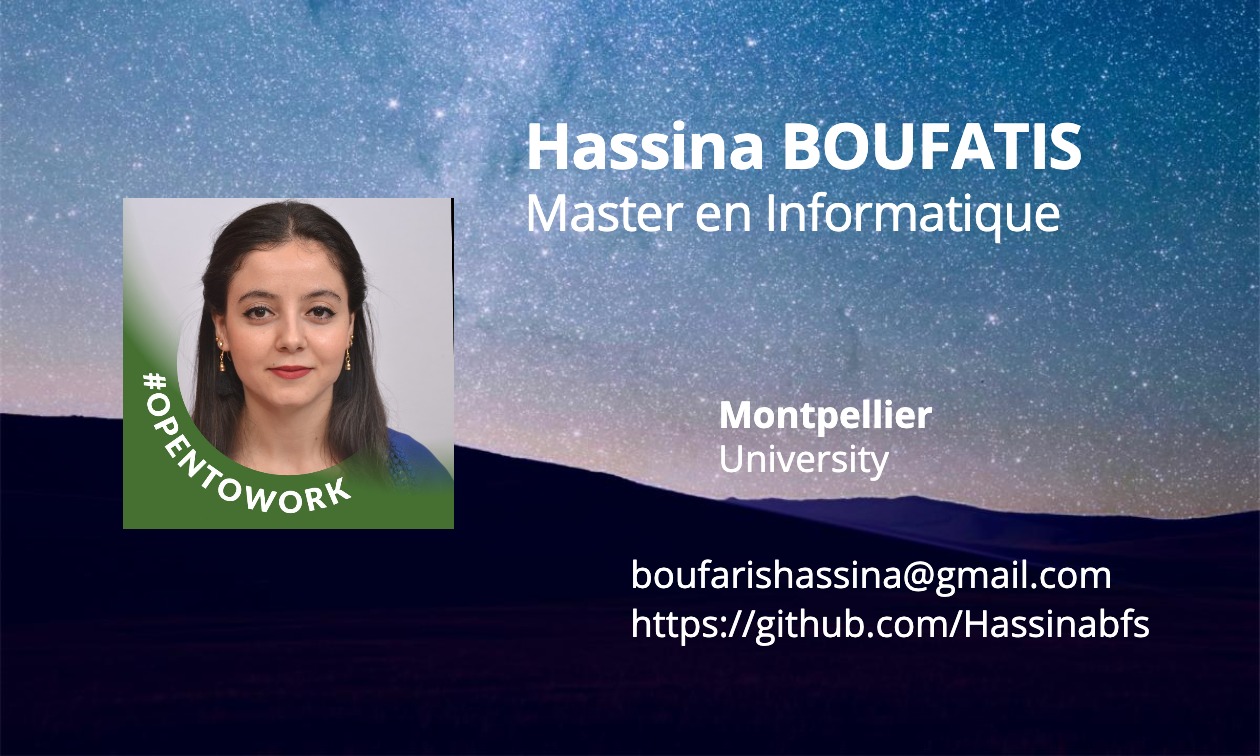 Hassina BOUFATIS
Master en Informatique
#OPENTOWORK
Montpellier
University
boufarishassina@gmail.com
https://github.com/Hassinabfs